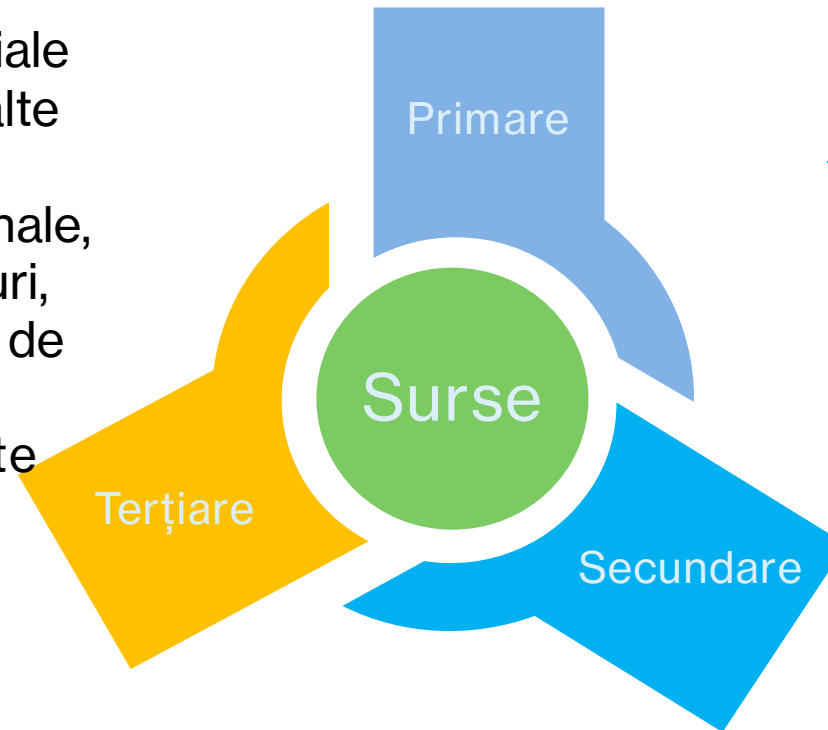 iale
alte
nale,
uri,
de
te
Primare
Surse
Terțiare
Secundare